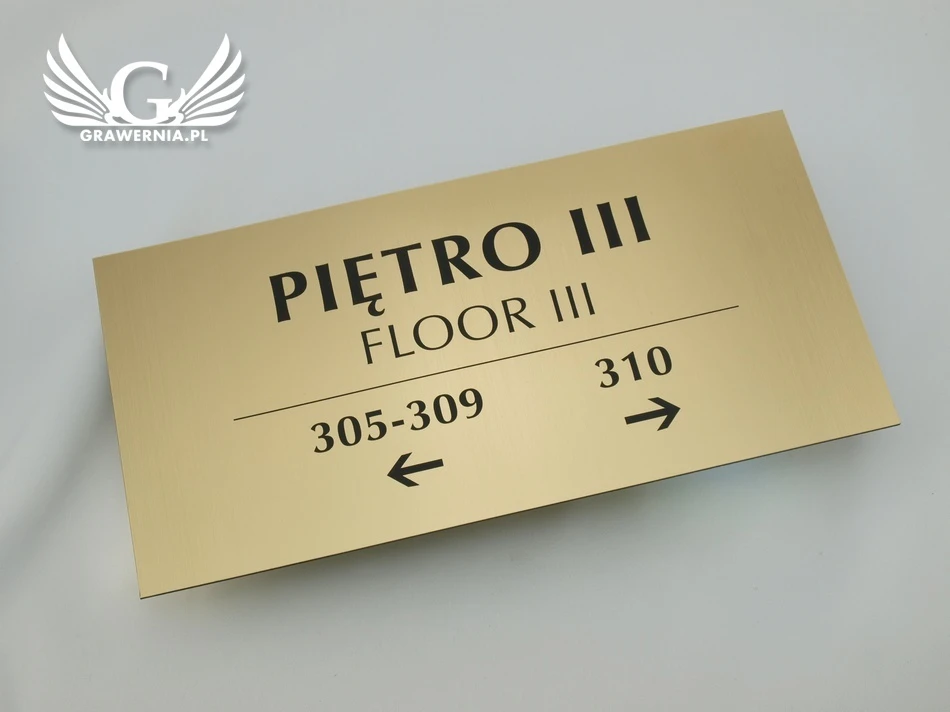 G
GRAWERNIA.PL
PIĘTRO III
FLOOR III
305-309 310
← →